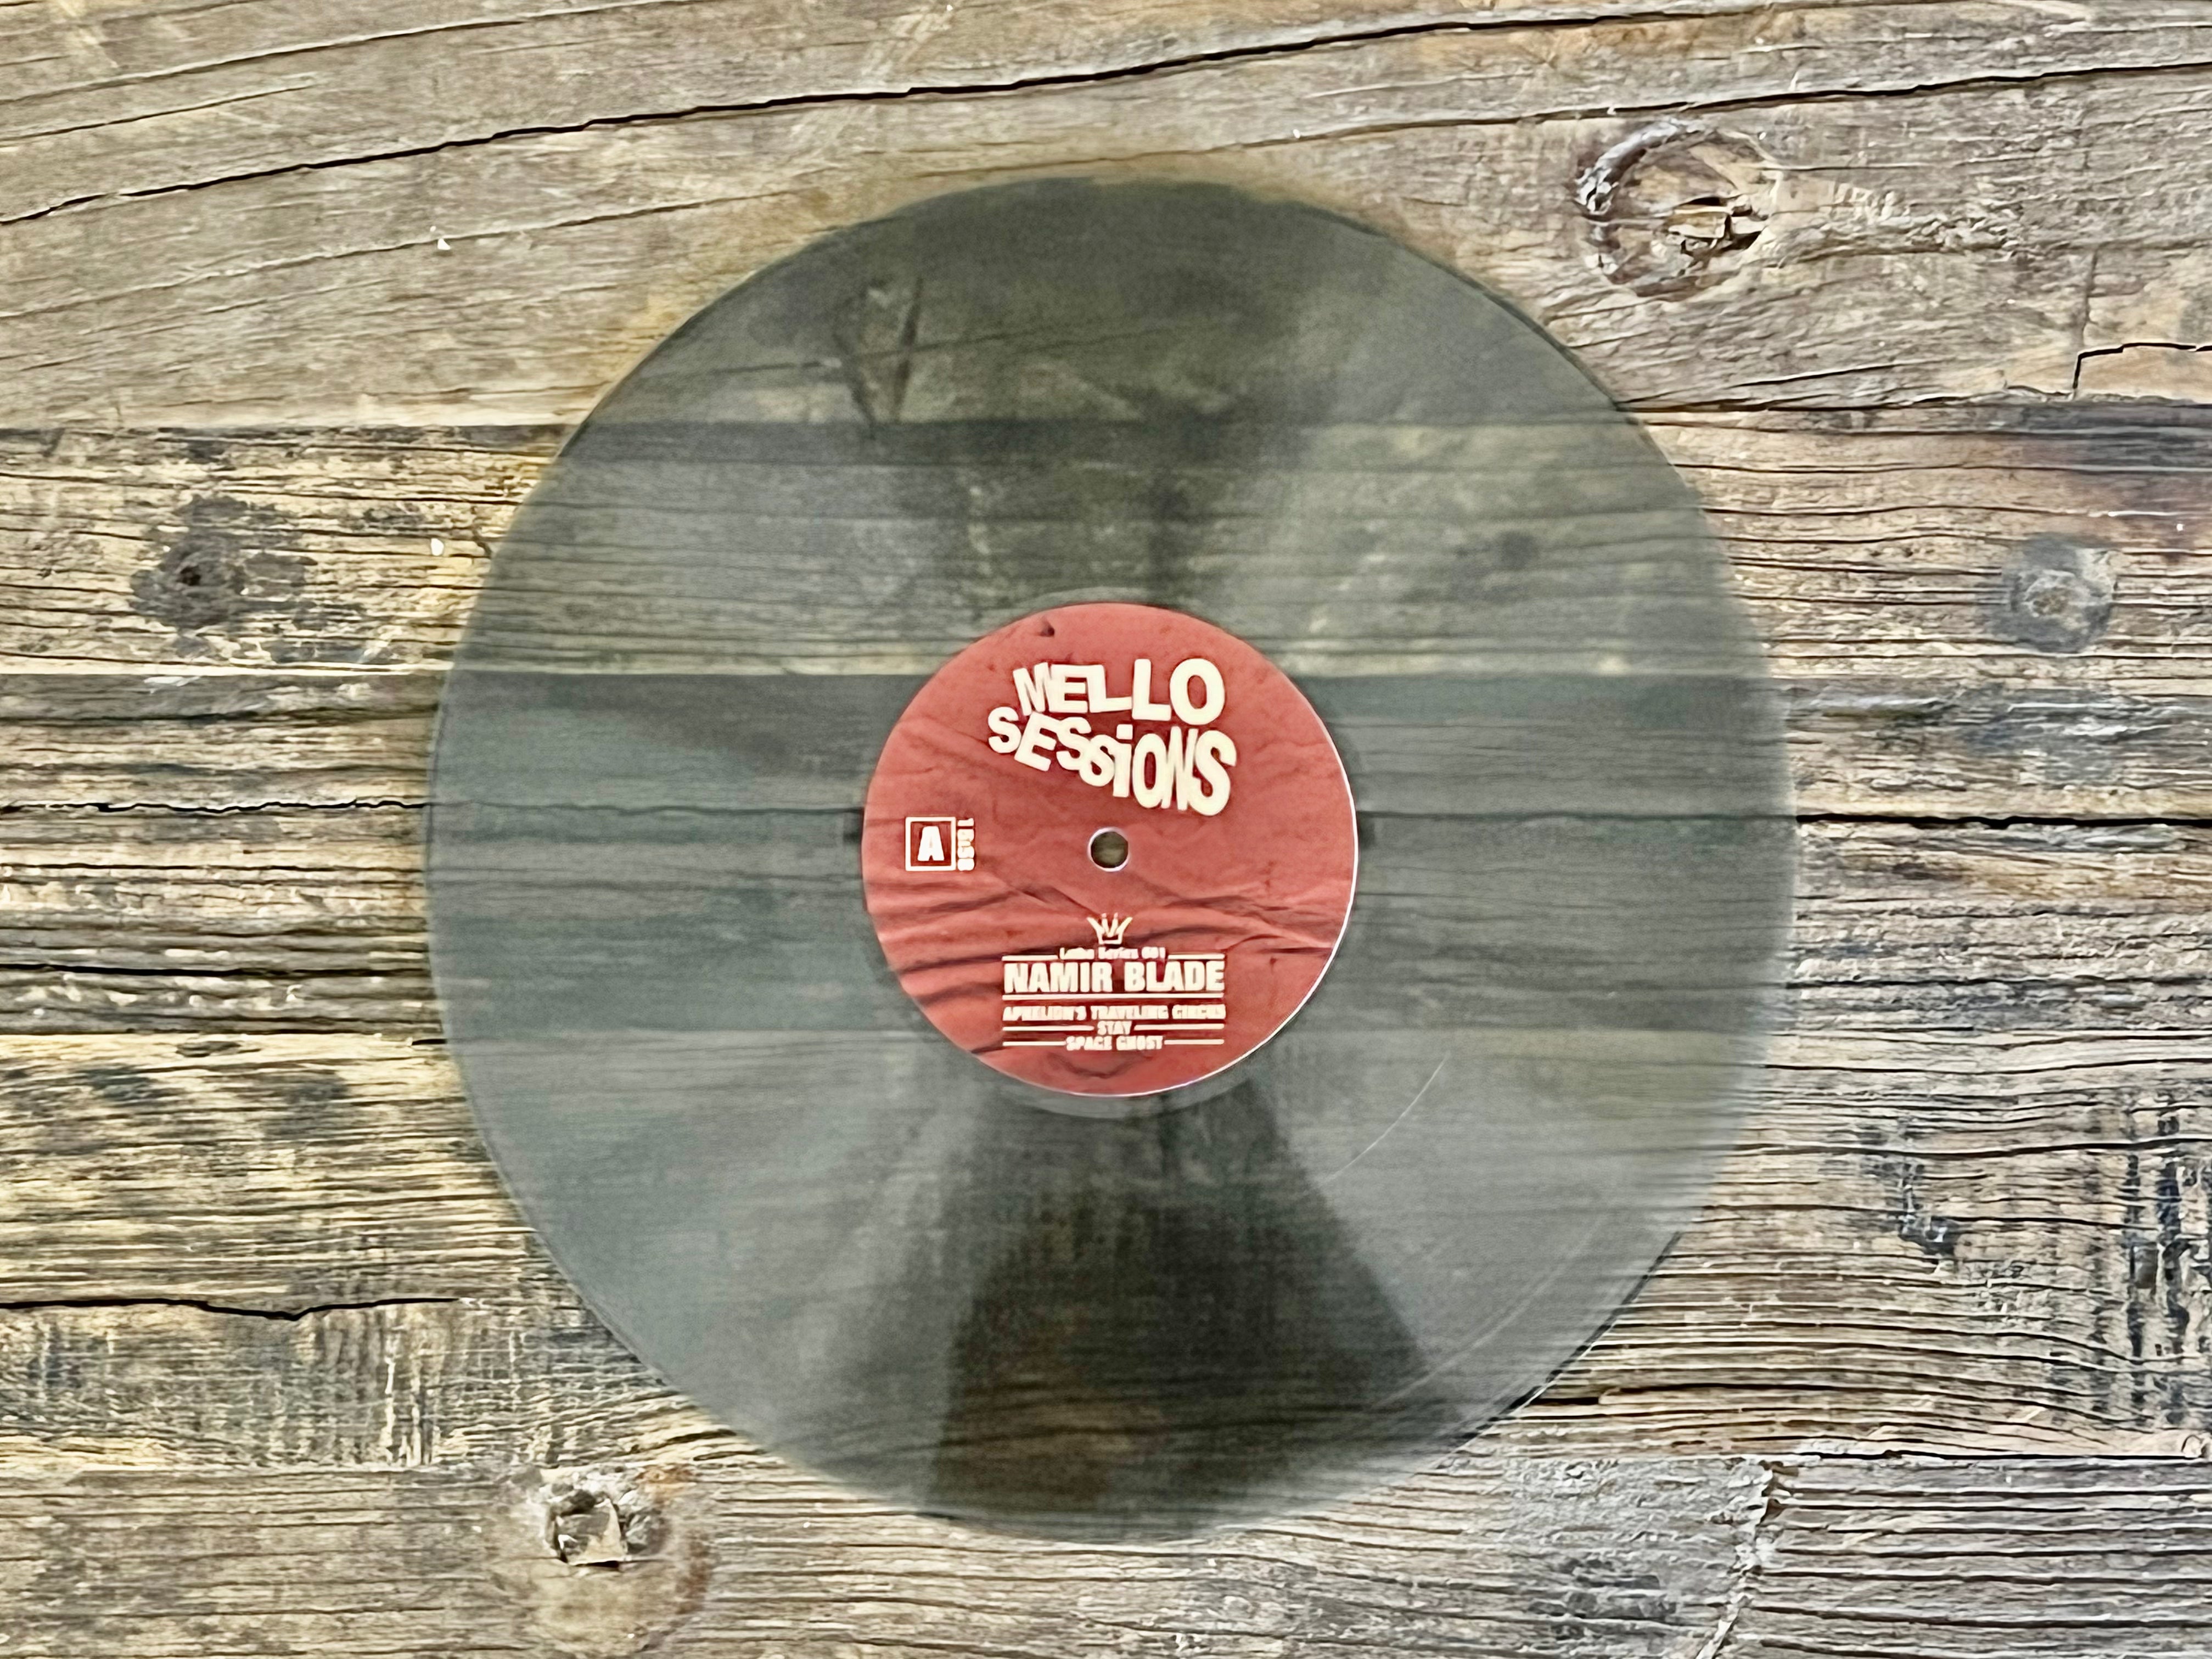 MELLO
SESSiONS
A
Lathe Series 001
NAMIR BLADE
APHELION'S TRAVELING CIRCUS
STAY
SPACE GHOST